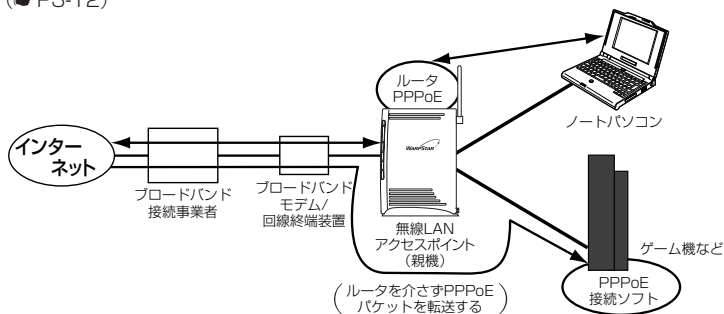 (☛ P3-12)
ルータ
PPPoE
ノートパソコン
WARPSTAR
インター
ネット
ブロードバンド
接続事業者
ブロードバンド
モデム/
回線終端装置
無線LAN
アクセスポイント
(親機)
ゲーム機など
PPPoE
接続ソフト
(ルータを介さずPPPoE
パケットを転送する)